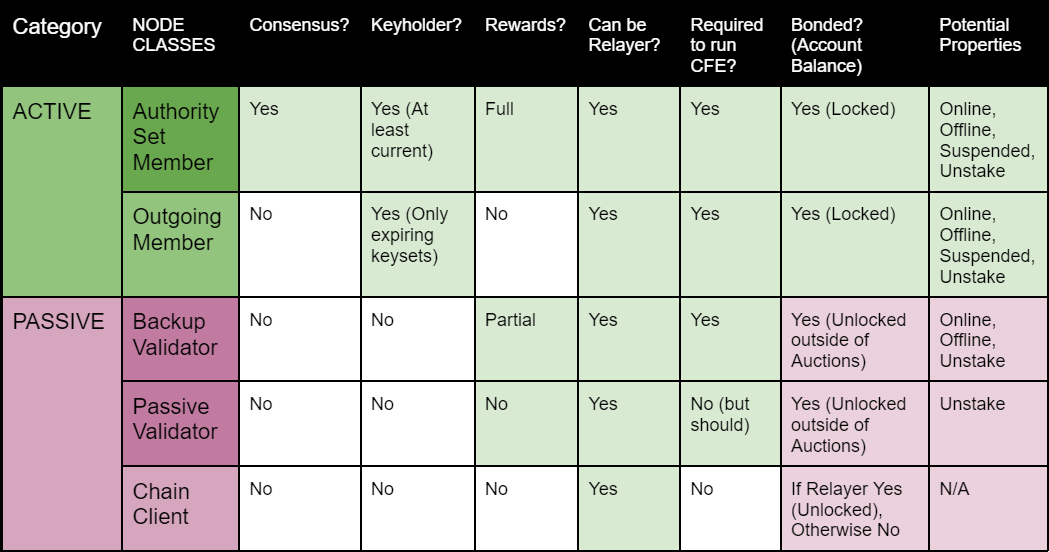 Category
NODE
CLASSES
Consensus?
Keyholder?
Rewards?
Can be
Relayer?
Required
to run
CFE?
Bonded?
(Account
Balance)
Potential
Properties
ACTIVE
Authority
Set
Member
Yes
Yes (At
least
current)
Full
Yes
Yes
Yes (Locked)
Online,
Offline,
Suspended,
Unstake
Outgoing
Member
No
Yes (Only
expiring
keysets)
No
Yes
Yes
Yes (Locked)
Online,
Offline,
Suspended,
Unstake
PASSIVE
Backup
Validator
No
No
Partial
Yes
Yes
Yes (Unlocked
outside of
Auctions)
Online,
Offline,
Unstake
Passive
Validator
No
No
No
Yes
No (but
should)
Yes (Unlocked
outside of
Auctions)
Unstake
Chain
Client
No
No
No
Yes
No
If Relayer Yes
(Unlocked),
Otherwise No
N/A